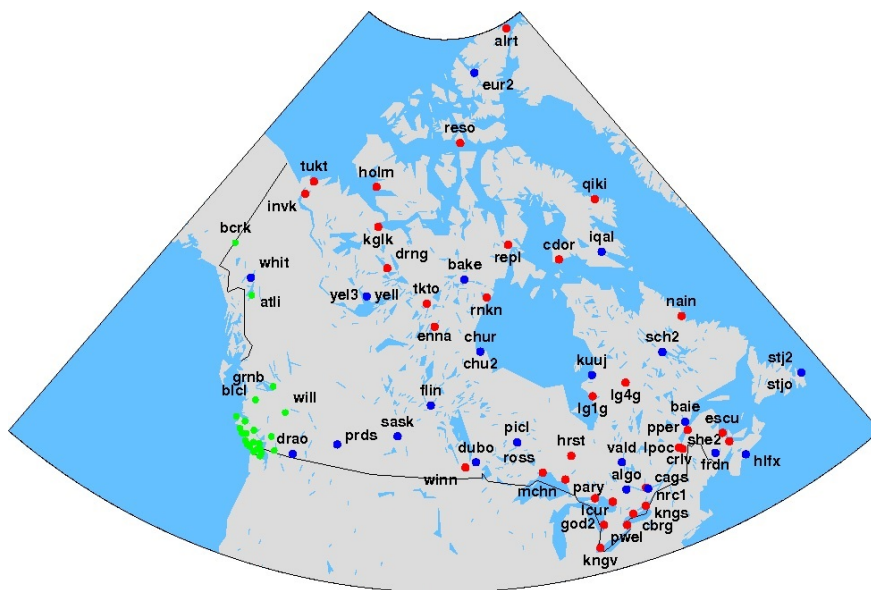 alrt
eur2
reso
tukt
holm
qiki
invk
bcrk
kglk
repl
cdor
iqal
drng
bake
whit
yel3
yell
tkto
rnkn
atli
nain
enna
chur
chu2
sch2
stj2
stjo
kuuj
grnb
blcl
flin
lg4g
lg1g
will
baie
pper
escu
sask
picl
she2
drao
prds
dubo
ross
hrst
vald
lpoc
crlv
frdn
hlfx
winn
mchn
parv
algo
cags
nrc1
lcur
kngs
god2
pwel
cbrg
kngv